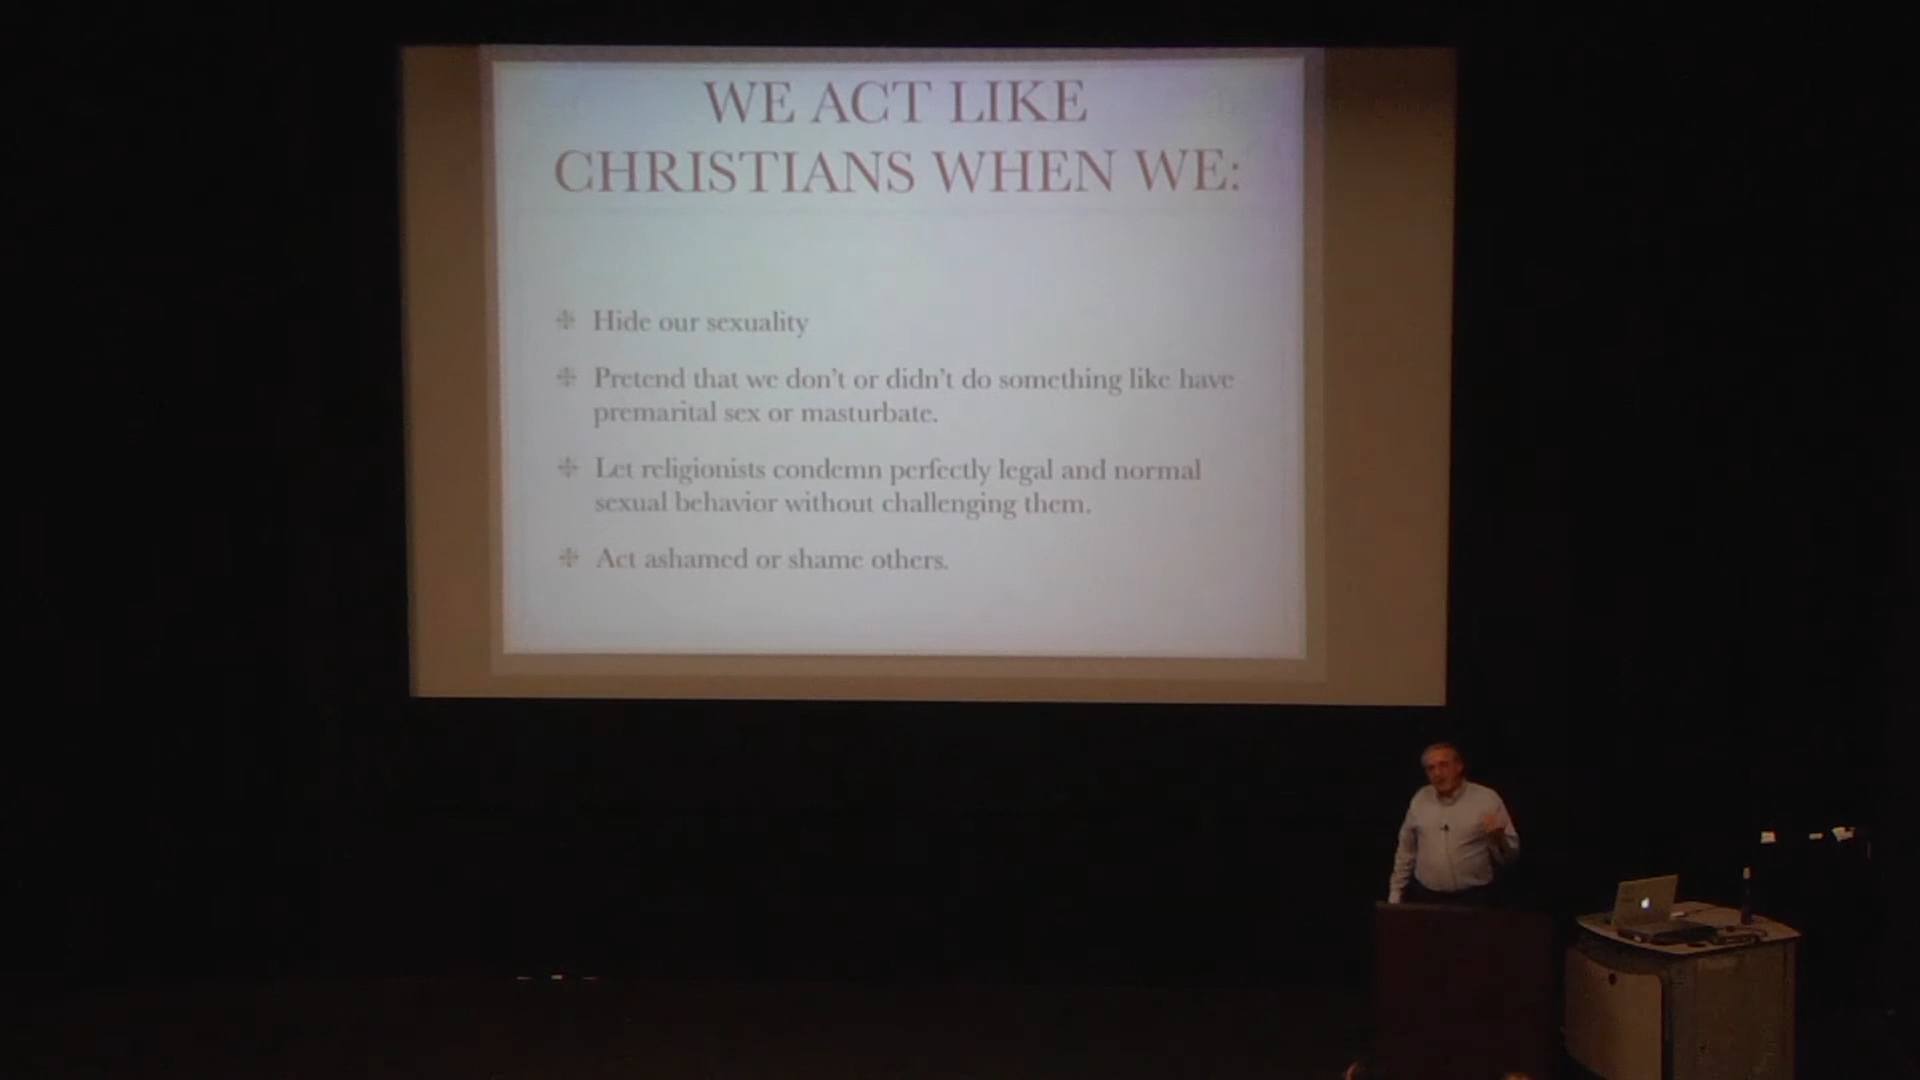 WE ACT LIKE
CHRISTIANS WHEN WE:
Hide our sexuality
Pretend that we don't or didn't do something like have
premarital sex or masturbate.
Let religionists condemn perfectly legal and normal
sexual behavior without challenging them.
Act ashamed or shame others.